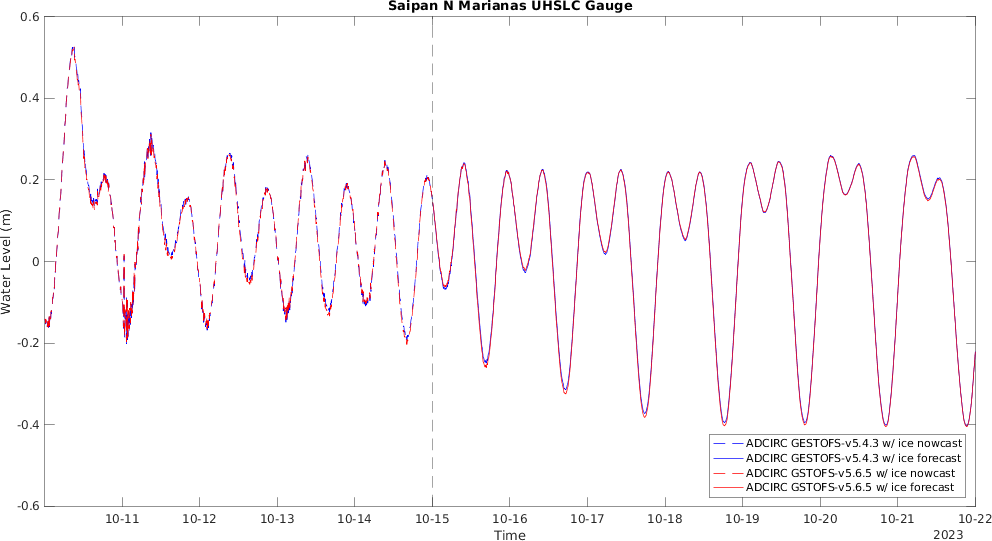 Saipan N Marianas UHSLC Gauge
0.6
0.4
0.2
0
-0.2
-0.4
-0.6
Water Level (m)
ADCIRC GESTOFS-v5.4.3 w/ ice nowcast
ADCIRC GESTOFS-v5.4.3 w/ ice forecast
ADCIRC GSTOFS-v5.6.5 w/ ice nowcast
ADCIRC GSTOFS-v5.6.5 w/ ice forecast
10-11 10-12 10-13 10-14 10-15 10-16 10-17 10-18 10-19 10-20 10-21 10-22
Time
2023